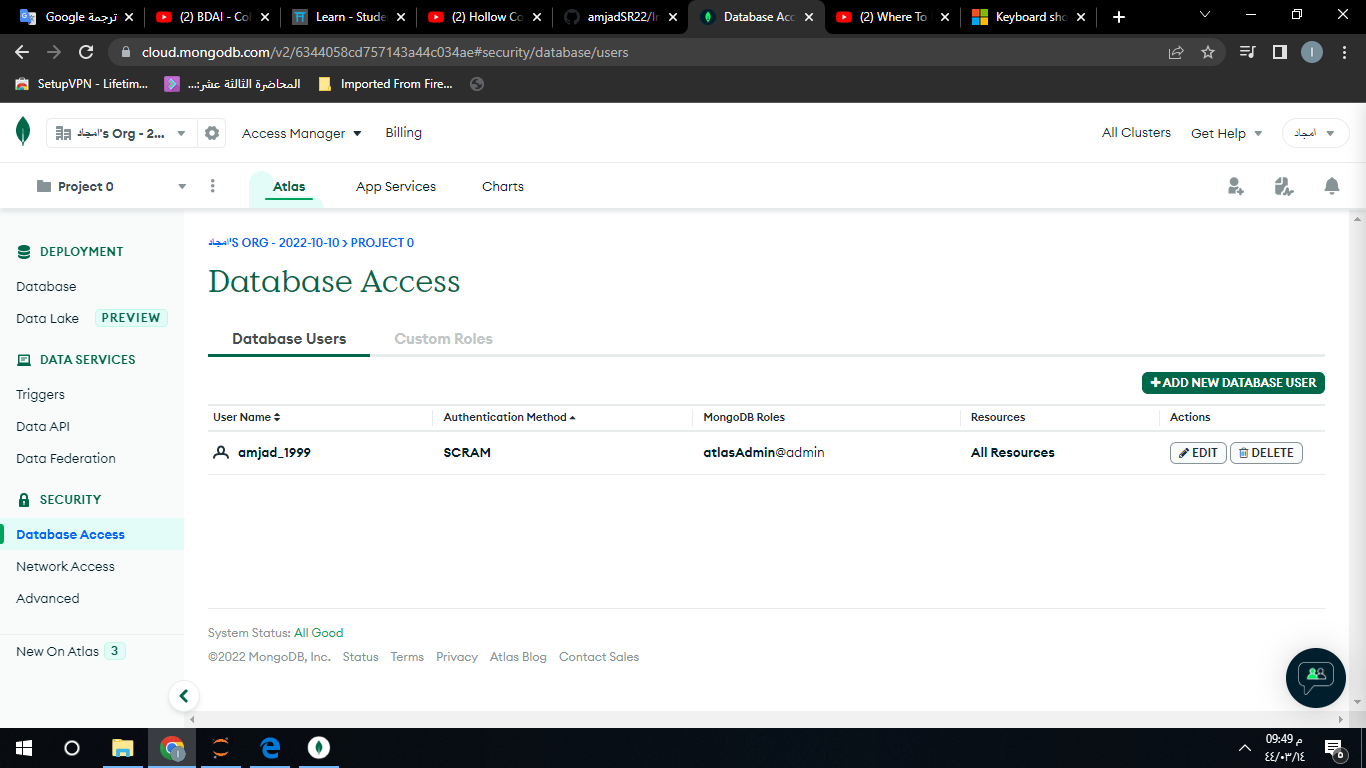 Google ترجمة
(2) BDAI - Col
Learn - Stude
(2) Hollow Co
amjadSR22/Ir
Database Acc
(2) Where To
Keyboard sho
cloud.mongodb.com/v2/6344058cd757143a44c034ae#security/database/users
I
SetupVPN - Lifetim...
المحاضرة الثالثة عشر:...
Imported From Fire...
امجاد's Org - 2...
Access Manager
Billing
All Clusters
Get Help
امجاد
Project 0
Atlas
App Services
Charts
DEPLOYMENT
Database
Data Lake
PREVIEW
DATA SERVICES
Triggers
Data API
Data Federation
SECURITY
Database Access
Network Access
Advanced
New On Atlas
3
امجاد'S ORG - 2022-10-10 > PROJECT 0
Database Access
Database Users
Custom Roles
+ ADD NEW DATABASE USER
User Name
Authentication Method
MongoDB Roles
Resources
Actions
amjad_1999
SCRAM
atlasAdmin@admin
All Resources
EDIT
DELETE
System Status: All Good
©2022 MongoDB, Inc.
Status
Terms
Privacy
Atlas Blog
Contact Sales
09:49 م
٤٤/٠٣/١٤